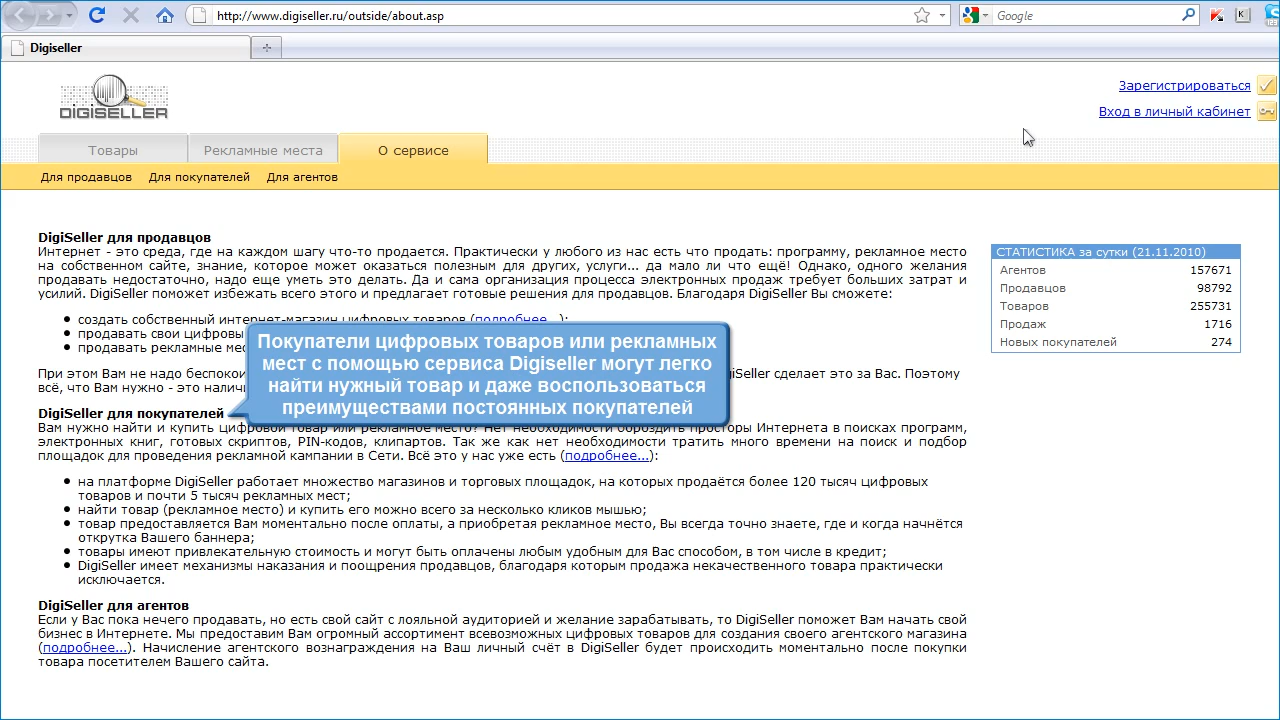 http://www.digiseller.ru/outside/about.asp
Google
Digiseller
DIGISELLER
Зарегистрироваться
Вход в личный кабинет
Товары
Рекламные места
О сервисе
Для продавцов
Для покупателей
Для агентов
DigiSeller для продавцов
Интернет - это среда, где на каждом шагу что-то продается. Практически у любого из нас есть что продать: программу, рекламное место
на собственном сайте, знание, которое может оказаться полезным для других, услуги... да мало ли что ещё! Однако, одного желания
продавать недостаточно, надо еще уметь это делать. Да и сама организация процесса электронных продаж требует больших затрат и
усилий. DigiSeller поможет избежать всего этого и предлагает готовые решения для продавцов. Благодаря DigiSeller Вы сможете:
создать собственный интернет-магазин цифровых товаров (подробнее...);
продавать свои цифровы
продавать рекламные мес
При этом Вам не надо беспокои
giSeller сделает это за Вас. Поэтому
всё, что Вам нужно - это налич
Покупатели цифровых товаров или рекламных
мест с помощью сервиса Digiseller могут легко
найти нужный товар и даже воспользоваться
преимуществами постоянных покупателей
DigiSeller для покупателей
Вам нужно найти и купить цифровой товар или рекламное место? Нет необходимости бороздить просторы Интернета в поисках программ,
электронных книг, готовых скриптов, PIN-кодов, клипартов. Так же как нет необходимости тратить много времени на поиск и подбор
площадок для проведения рекламной кампании в Сети. Всё это у нас уже есть (подробнее...):
на платформе DigiSeller работает множество магазинов и торговых площадок, на которых продаётся более 120 тысяч цифровых
товаров и почти 5 тысяч рекламных мест;
найти товар (рекламное место) и купить его можно всего за несколько кликов мышью;
товар предоставляется Вам моментально после оплаты, а приобретая рекламное место, Вы всегда точно знаете, где и когда начнётся
открутка Вашего баннера;
товары имеют привлекательную стоимость и могут быть оплачены любым удобным для Вас способом, в том числе в кредит;
DigiSeller имеет механизмы наказания и поощрения продавцов, благодаря которым продажа некачественного товара практически
исключается.
DigiSeller для агентов
Если у Вас пока нечего продавать, но есть свой сайт с лояльной аудиторией и желание зарабатывать, то DigiSeller поможет Вам начать свой
бизнес в Интернете. Мы предоставим Вам огромный ассортимент всевозможных цифровых товаров для создания своего агентского магазина
(подробнее...). Начисление агентского вознаграждения на Ваш личный счёт в DigiSeller будет происходить моментально после покупки
товара посетителем Вашего сайта.
СТАТИСТИКА за сутки (21.11.2010)
Агентов 157671
Продавцов 98792
Товаров 255731
Продаж 1716
Новых покупателей 274